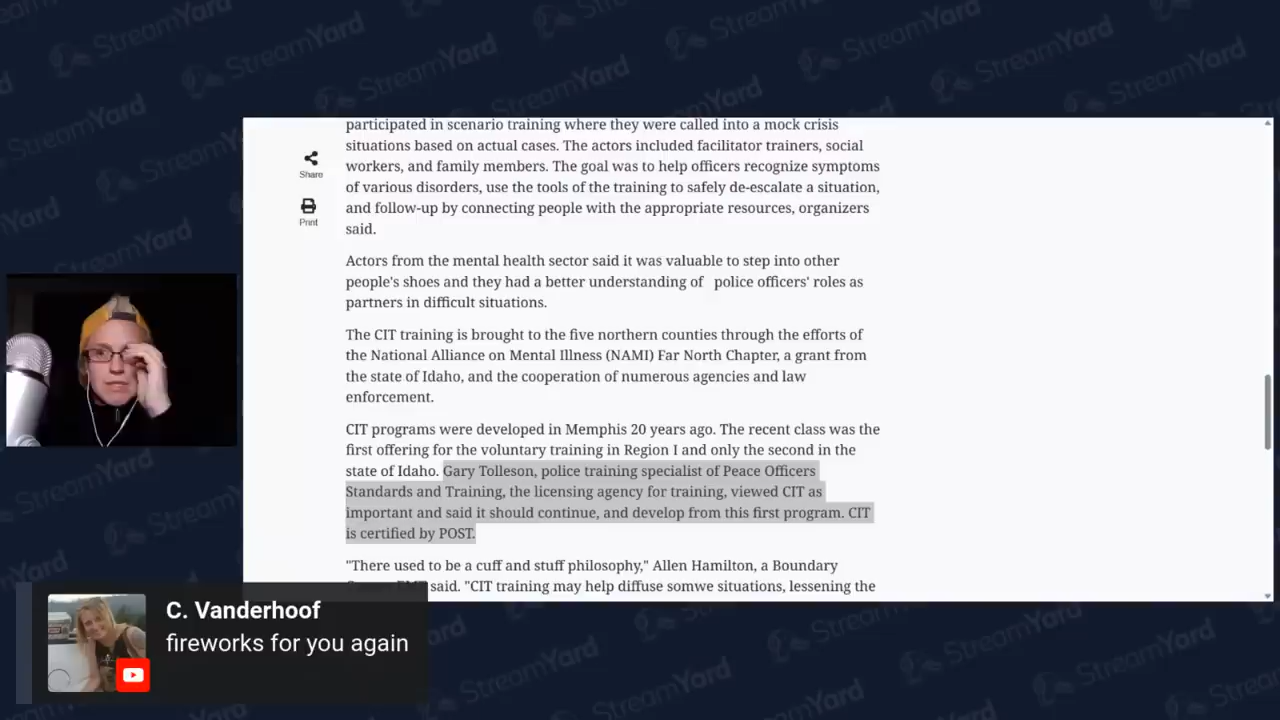 participated in scenario training where they were called into a mock crisis
situations based on actual cases. The actors included facilitator trainers, social
workers, and family members. The goal was to help officers recognize symptoms
of various disorders, use the tools of the training to safely de-escalate a situation,
and follow-up by connecting people with the appropriate resources, organizers
said.
Share
Print
Actors from the mental health sector said it was valuable to step into other
people's shoes and they had a better understanding of police officers' roles as
partners in difficult situations.
The CIT training is brought to the five northern counties through the efforts of
the National Alliance on Mental Illness (NAMI) Far North Chapter, a grant from
the state of Idaho, and the cooperation of numerous agencies and law
enforcement.
CIT programs were developed in Memphis 20 years ago. The recent class was the
first offering for the voluntary training in Region I and only the second in the
state of Idaho. Gary Tolleson, police training specialist of Peace Officers
Standards and Training, the licensing agency for training, viewed CIT as
important and said it should continue, and develop from this first program. CIT
is certified by POST.
"There used to be a cuff and stuff philosophy," Allen Hamilton, a Boundary
said. "CIT training may help diffuse somwe situations, lessening the
C. Vanderhoof
fireworks for you again
StreamYard